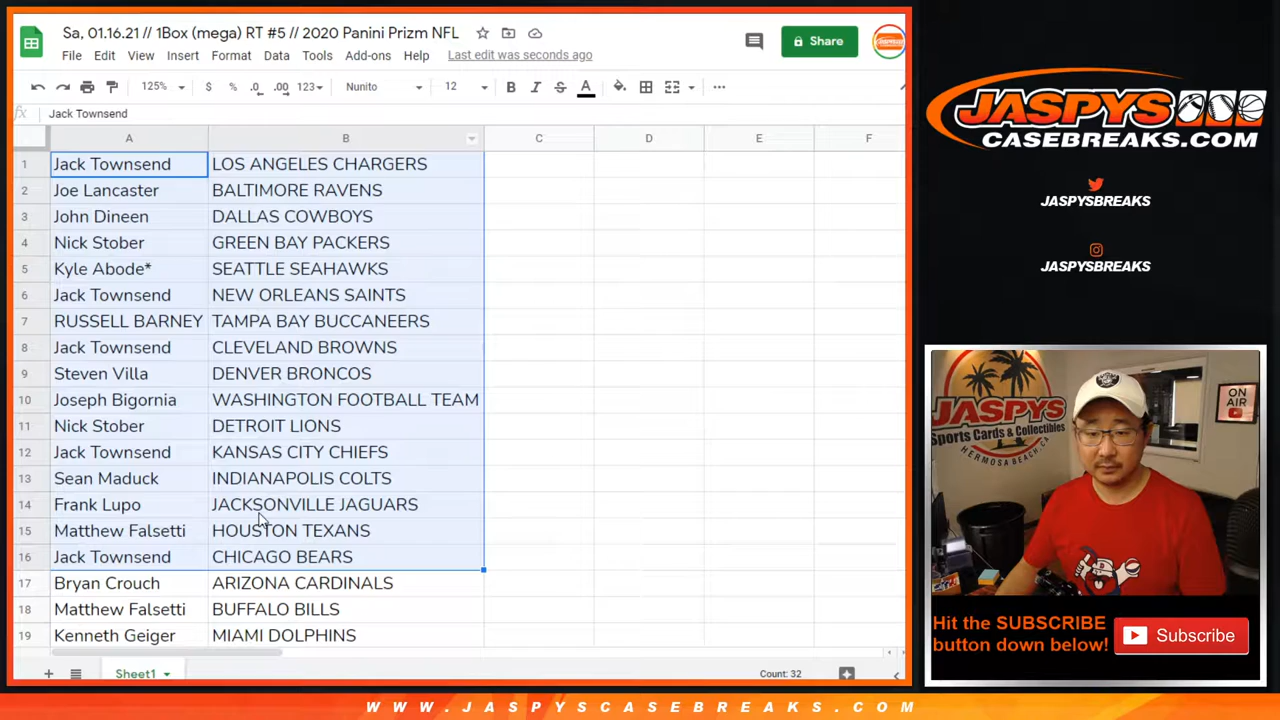 Sa, 01.16.21 // 1Box (mega) RT #5 // 2020 Panini Prizm NFL
File Edit View Insert Format Data Tools Add-ons Help Last edit was seconds ago
Share
125% $ % .0 .00 123 Nunito 12 B I S A
fx Jack Townsend
A B C D E F
1 Jack Townsend LOS ANGELES CHARGERS
2 Joe Lancaster BALTIMORE RAVENS
3 John Dineen DALLAS COWBOYS
4 Nick Stober GREEN BAY PACKERS
5 Kyle Abode* SEATTLE SEAHAWKS
6 Jack Townsend NEW ORLEANS SAINTS
7 RUSSELL BARNEY TAMPA BAY BUCCANEERS
8 Jack Townsend CLEVELAND BROWNS
9 Steven Villa DENVER BRONCOS
10 Joseph Bigornia WASHINGTON FOOTBALL TEAM
11 Nick Stober DETROIT LIONS
12 Jack Townsend KANSAS CITY CHIEFS
13 Sean Maduck INDIANAPOLIS COLTS
14 Frank Lupo JACKSONVILLE JAGUARS
15 Matthew Falsetti HOUSTON TEXANS
16 Jack Townsend CHICAGO BEARS
17 Bryan Crouch ARIZONA CARDINALS
18 Matthew Falsetti BUFFALO BILLS
19 Kenneth Geiger MIAMI DOLPHINS
Sheet1 Count: 32
JASPYS
CASEBREAKS.COM
JASPYSBREAKS
JASPYSBREAKS
JASPEYS
Sports Cards & Collectibles
HERMOSA BEACH, CA
ON
AIR
Hit the SUBSCRIBE
button down below!
Subscribe
WWW.JASPYSCASEBREAKS.COM